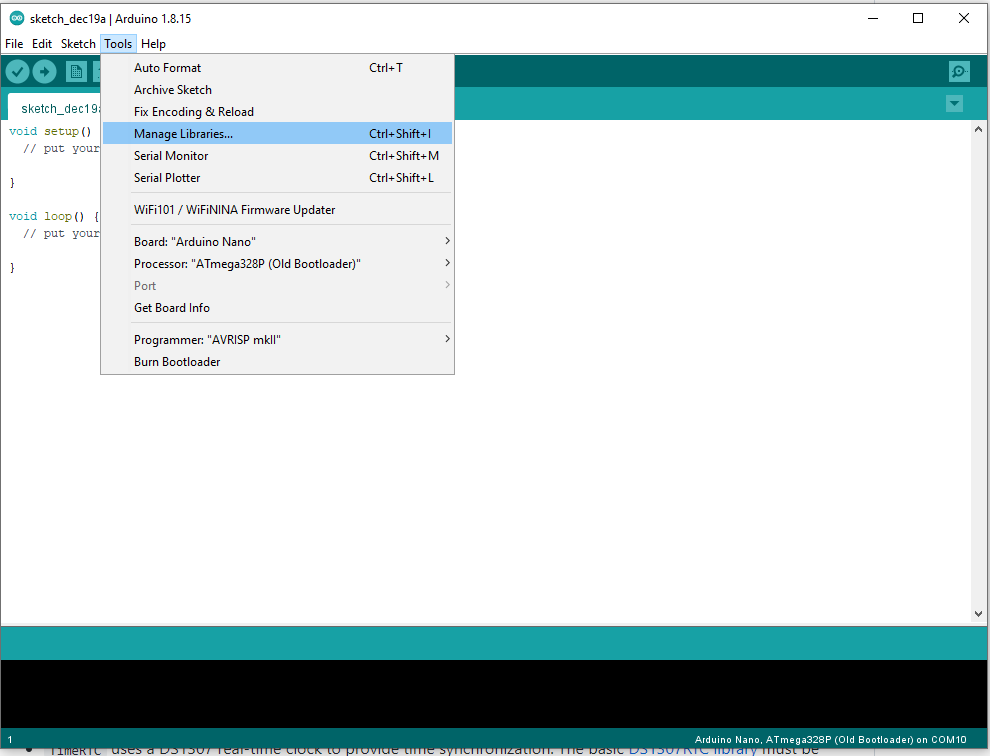 sketch_dec19a | Arduino 1.8.15
File Edit Sketch Tools Help
Auto Format Ctrl+T
Archive Sketch
Fix Encoding & Reload
Manage Libraries... Ctrl+Shift+I
Serial Monitor Ctrl+Shift+M
Serial Plotter Ctrl+Shift+L
WiFi101 / WiFiNINA Firmware Updater
Board: "Arduino Nano"
Processor: "ATmega328P (Old Bootloader)"
Port
Get Board Info
Programmer: "AVRISP mkII"
Burn Bootloader
sketch_dec19a
void setup()
// put your
}
void loop() {
// put your
}
1 Arduino Nano, ATmega328P (Old Bootloader) on COM10
TimeRTC uses a DS1307 real-time clock to provide time synchronization. The basic DS1307RTC library must be